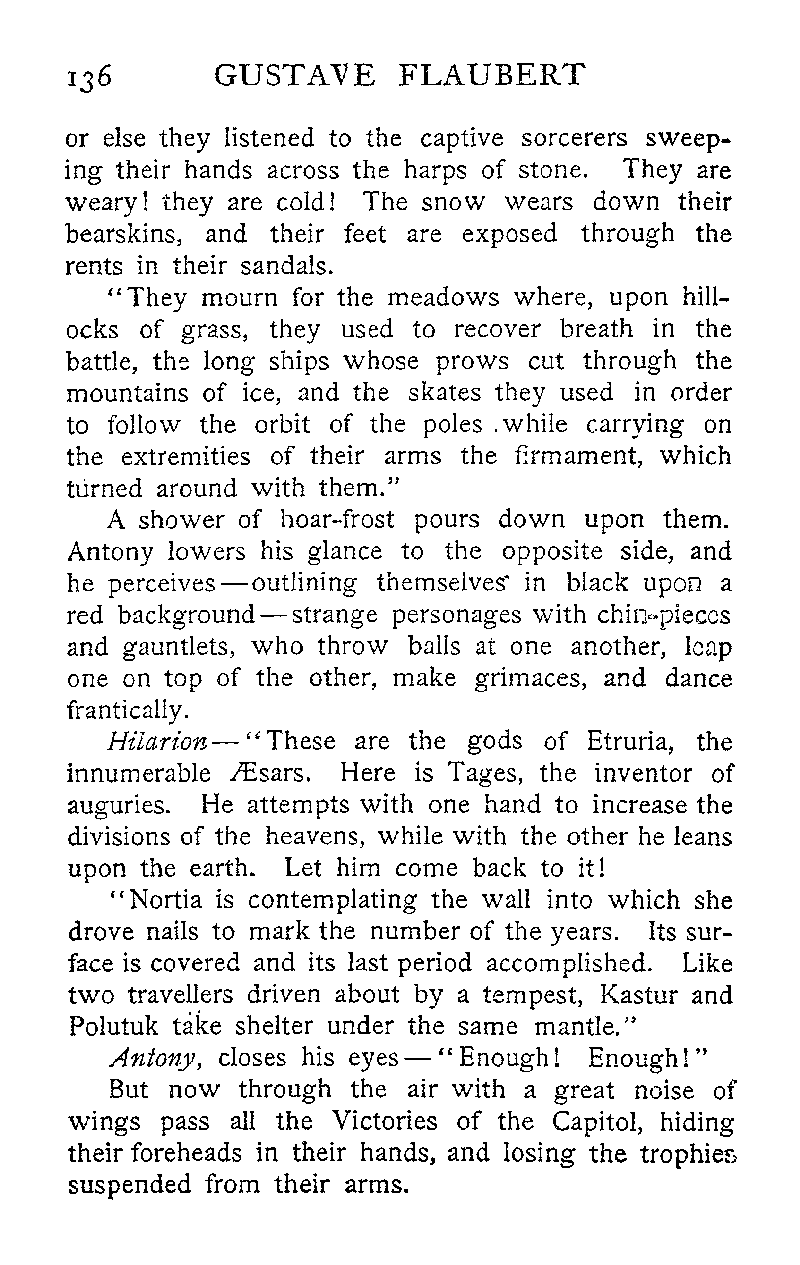 136 GUSTAVE FLAUBERT
or else they listened to the captive sorcerers sweep-
ing their hands across the harps of stone. They are
weary! they are cold! The snow wears down their
bearskins, and their feet are exposed through the
rents in their sandals.
"They mourn for the meadows where, upon hill-
ocks of grass, they used to recover breath in the
battle, the long ships whose prows cut through the
mountains of ice, and the skates they used in order
to follow the orbit of the poles .while carrying on
the extremities of their arms the firmament, which
turned around with them."
A shower of hoar-frost pours down upon them.
Antony lowers his glance to the opposite side, and
he perceives—outlining themselves in black upon a
red background—strange personages with chin-pieces
and gauntlets, who throw balls at one another, leap
one on top of the other, make grimaces, and dance
frantically.
Hilarion—"These are the gods of Etruria, the
innumerable Æsars. Here is Tages, the inventor of
auguries. He attempts with one hand to increase the
divisions of the heavens, while with the other he leans
upon the earth. Let him come back to it!
"Nortia is contemplating the wall into which she
drove nails to mark the number of the years. Its sur-
face is covered and its last period accomplished. Like
two travellers driven about by a tempest, Kastur and
Polutuk take shelter under the same mantle."
Antony, closes his eyes—"Enough! Enough!"
But now through the air with a great noise of
wings pass all the Victories of the Capitol, hiding
their foreheads in their hands, and losing the trophies
suspended from their arms.